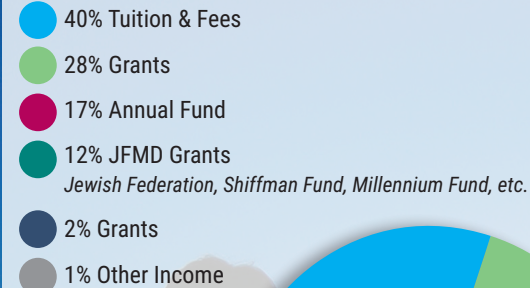 40% Tuition & Fees
28% Grants
17% Annual Fund
12% JFMD Grants
Jewish Federation, Shiffman Fund, Millennium Fund, etc.
2% Grants
1% Other Income